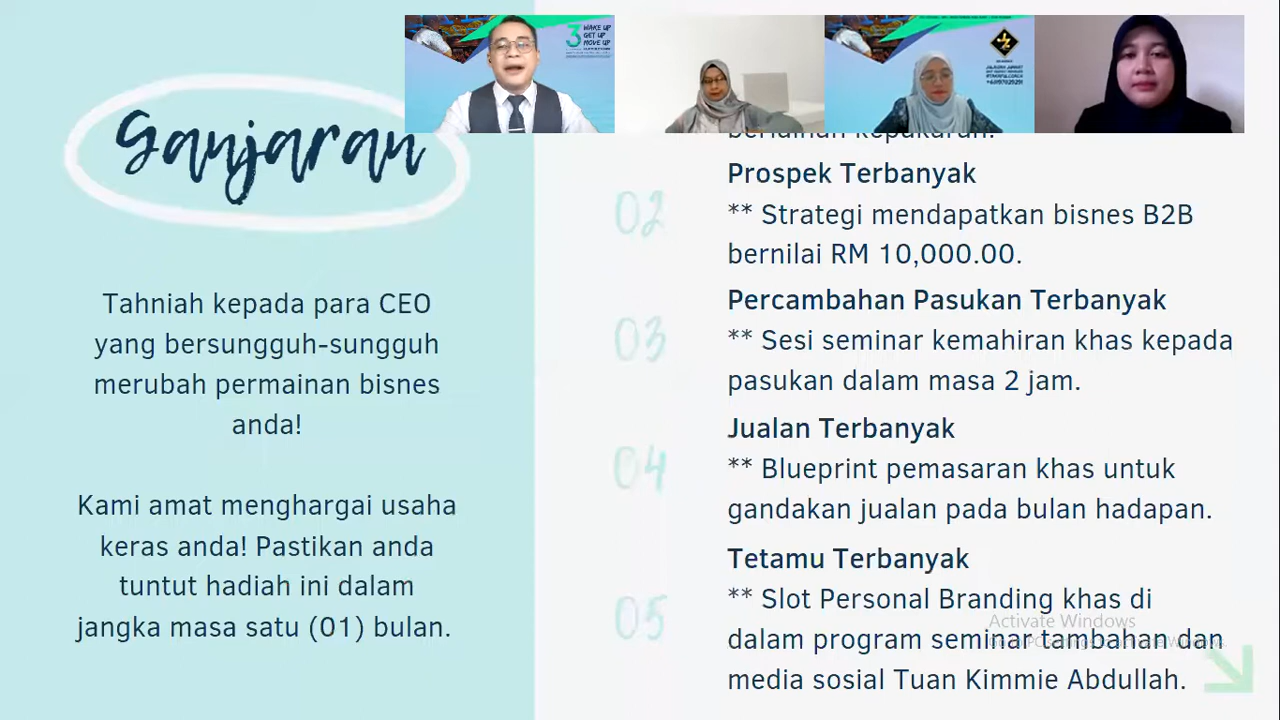 Ganjaran
Tahniah kepada para CEO
yang bersungguh-sungguh
merubah permainan bisnes
anda!
Kami amat menghargai usaha
keras anda! Pastikan anda
tuntut hadiah ini dalam
jangka masa satu (01) bulan.
3 WAKE UP
GET UP
MOVE UP
02
Prospek Terbanyak
** Strategi mendapatkan bisnes B2B
bernilai RM 10,000.00.
03
Percambahan Pasukan Terbanyak
** Sesi seminar kemahiran khas kepada
pasukan dalam masa 2 jam.
04
Jualan Terbanyak
** Blueprint pemasaran khas untuk
gandakan jualan pada bulan hadapan.
05
Tetamu Terbanyak
** Slot Personal Branding khas di
dalam program seminar tambahan dan
media sosial Tuan Kimmie Abdullah.
Activate Windows